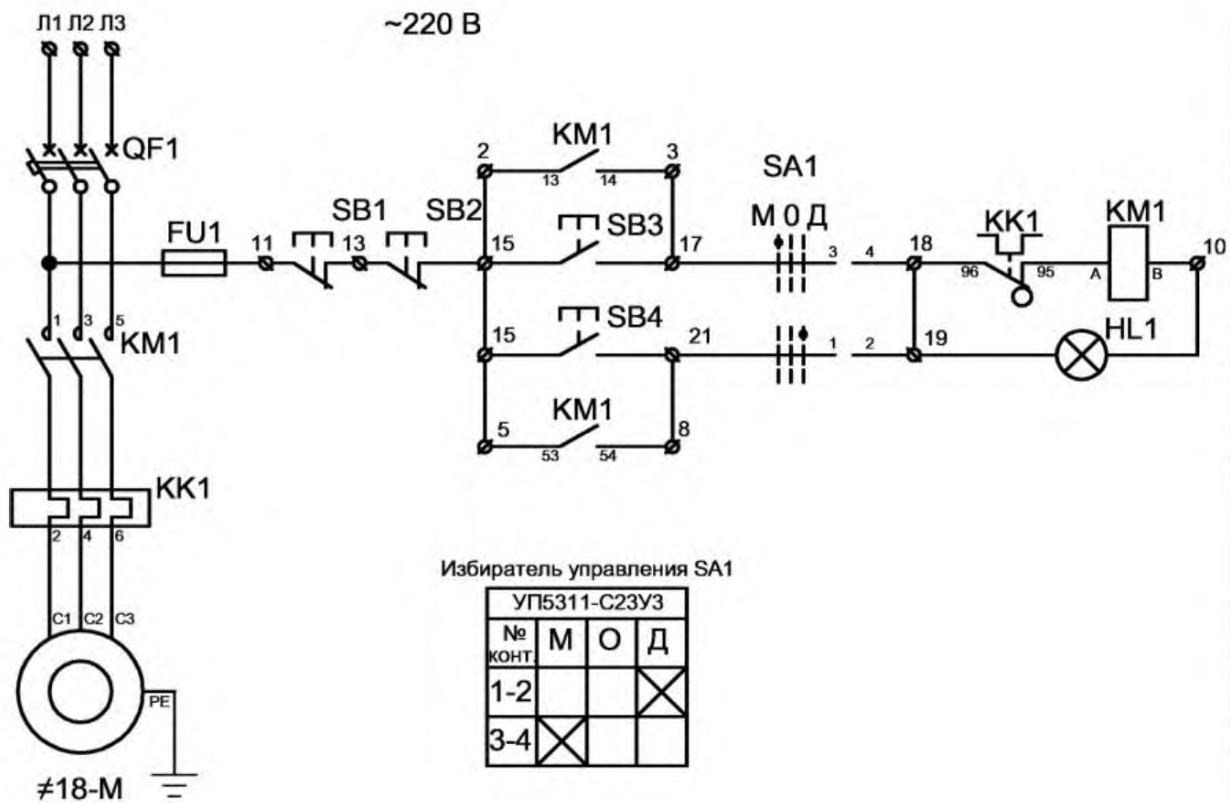 Л1 Л2 Л3
~220 В
QF1
FU1
11
SB1
13
SB2
2
KM1
3
13
14
15
SB3
17
SA1
М 0 Д
3
4
18
KK1
96
95
KM1
A
B
10
1
3
5
KM1
15
SB4
21
1
2
19
HL1
5
KM1
8
53
54
KK1
2
4
6
C1
C2
C3
PE
≠18-М
Избиратель управления SA1
УП5311-С23У3
№ М О Д
конт.
1-2
3-4